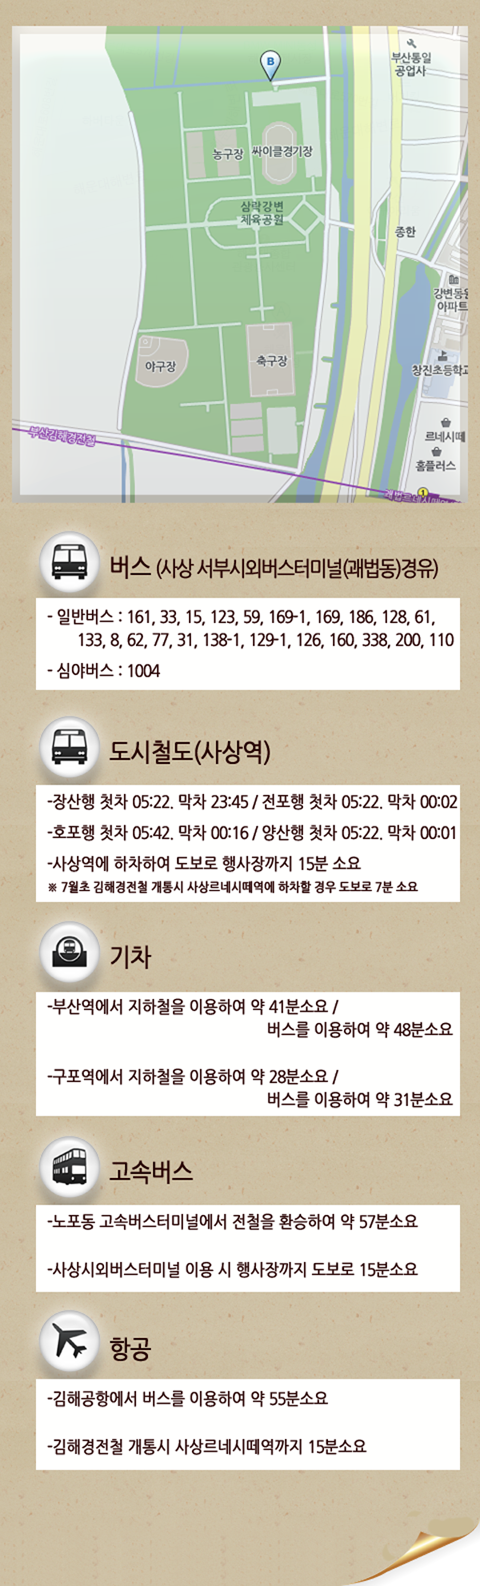 B
부산통일
공업사
농구장
싸이클경기장
삼락강변
체육공원
종한
강변동원
아파트
창진초등학교
야구장
축구장
르네시떼
홈플러스
부산김해경전철
1
버스 (사상 서부시외버스터미널(괘법동)경유)
- 일반버스 : 161, 33, 15, 123, 59, 169-1, 169, 186, 128, 61,
133, 8, 62, 77, 31, 138-1, 129-1, 126, 160, 338, 200, 110
- 심야버스 : 1004
도시철도(사상역)
-장산행 첫차 05:22. 막차 23:45 / 전포행 첫차 05:22. 막차 00:02
-호포행 첫차 05:42. 막차 00:16 / 양산행 첫차 05:22. 막차 00:01
-사상역에 하차하여 도보로 행사장까지 15분 소요
※ 7월초 김해경전철 개통시 사상르네시떼역에 하차할 경우 도보로 7분 소요
기차
-부산역에서 지하철을 이용하여 약 41분소요 /
버스를 이용하여 약 48분소요
-구포역에서 지하철을 이용하여 약 28분소요 /
버스를 이용하여 약 31분소요
고속버스
-노포동 고속버스터미널에서 전철을 환승하여 약 57분소요
-사상시외버스터미널 이용 시 행사장까지 도보로 15분소요
항공
-김해공항에서 버스를 이용하여 약 55분소요
-김해경전철 개통시 사상르네시떼역까지 15분소요